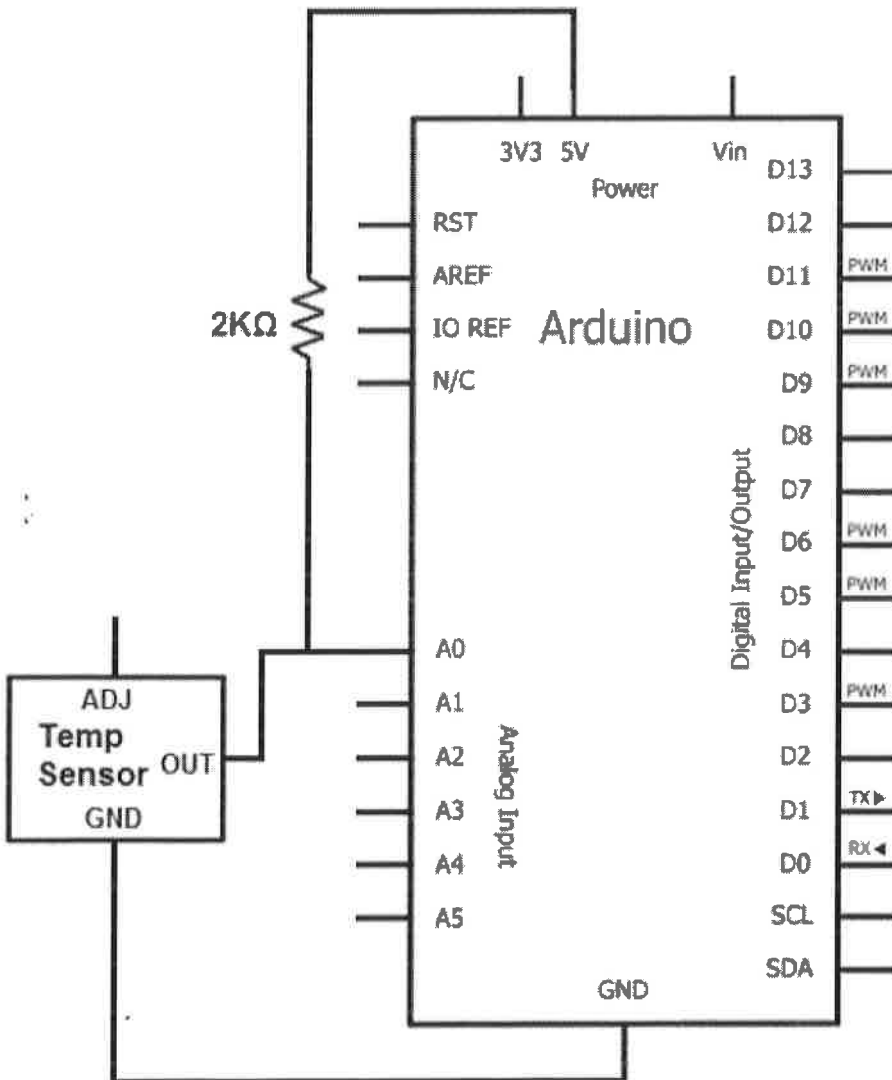 3V3 5V Vin
Power
D13
RST
D12
AREF
D11 PWM
2KΩ
IO REF
Arduino
D10 PWM
N/C
D9 PWM
D8
D7
Digital Input/Output
D6 PWM
D5 PWM
A0
D4
A1
D3 PWM
ADJ
Temp
Sensor OUT
GND
A2
Analog Input
D2
A3
D1 TX
A4
D0 RX
A5
SCL
SDA
GND